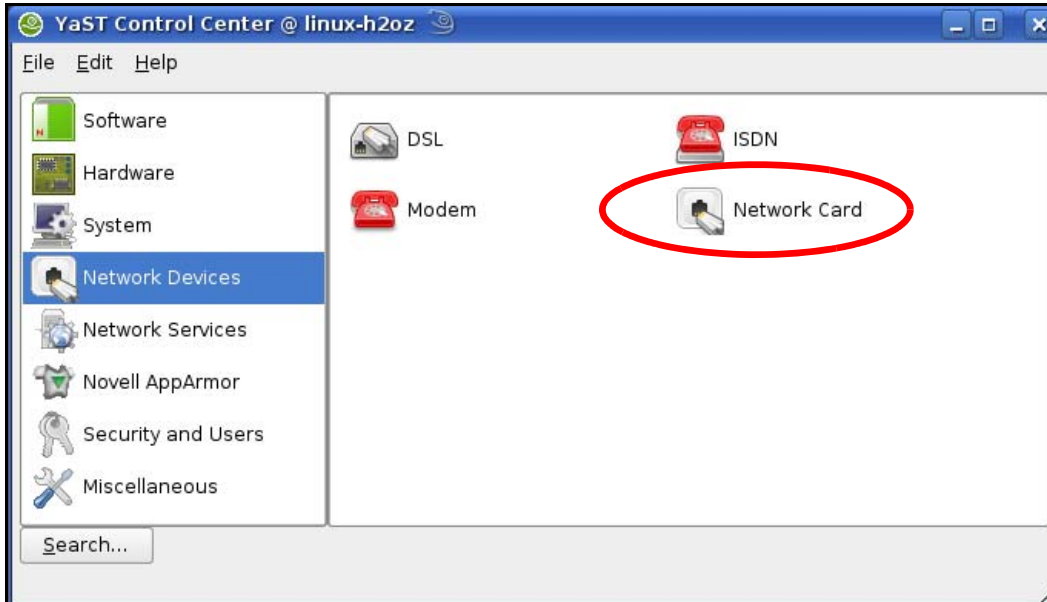 YaST Control Center @ linux-h2oz
File Edit Help
Software
Hardware
System
Network Devices
Network Services
Novell AppArmor
Security and Users
Miscellaneous
DSL
ISDN
Modem
Network Card
Search...